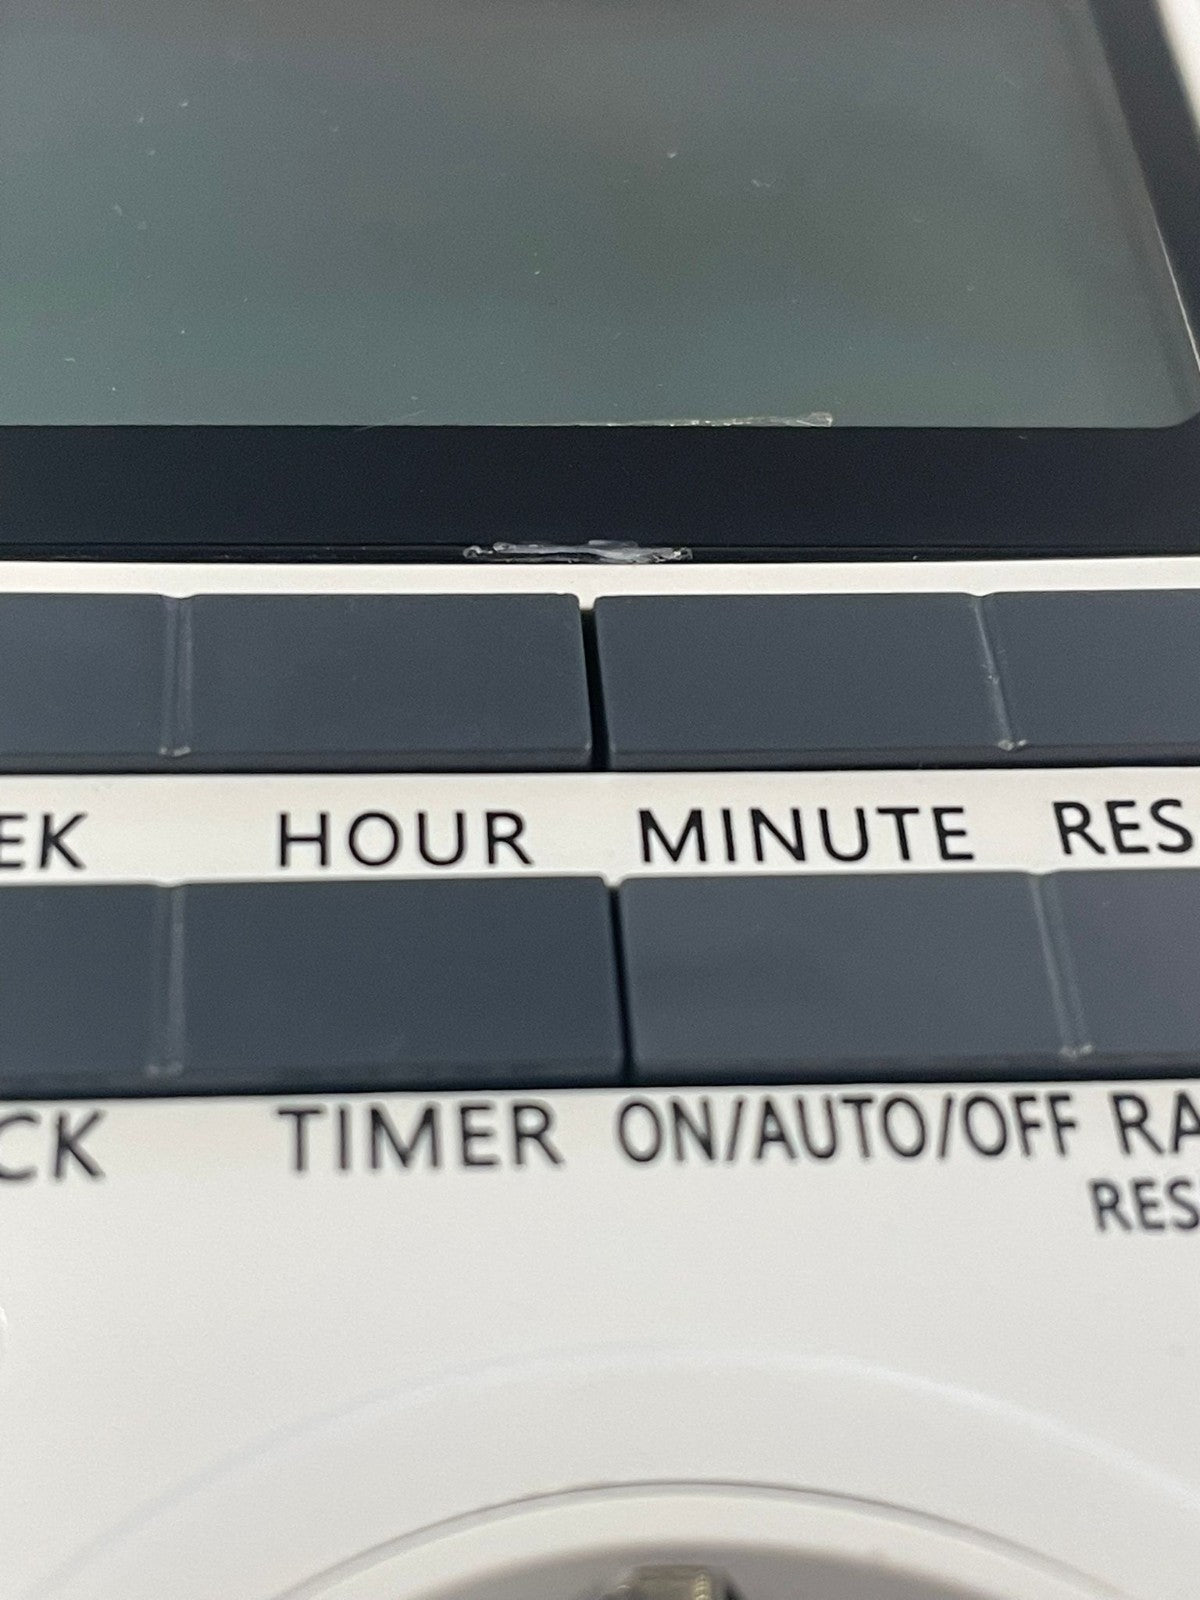 EK HOUR MINUTE RES
CK TIMER ON/AUTO/OFF RA
RES